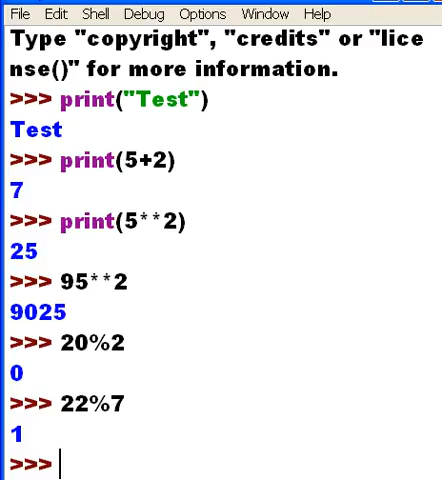 File Edit Shell Debug Options Window Help
Type "copyright", "credits" or "lice
nse()" for more information.
>>> print("Test")
Test
>>> print(5+2)
7
>>> print(5**2)
25
>>> 95**2
9025
>>> 20%2
0
>>> 22%7
1
>>>